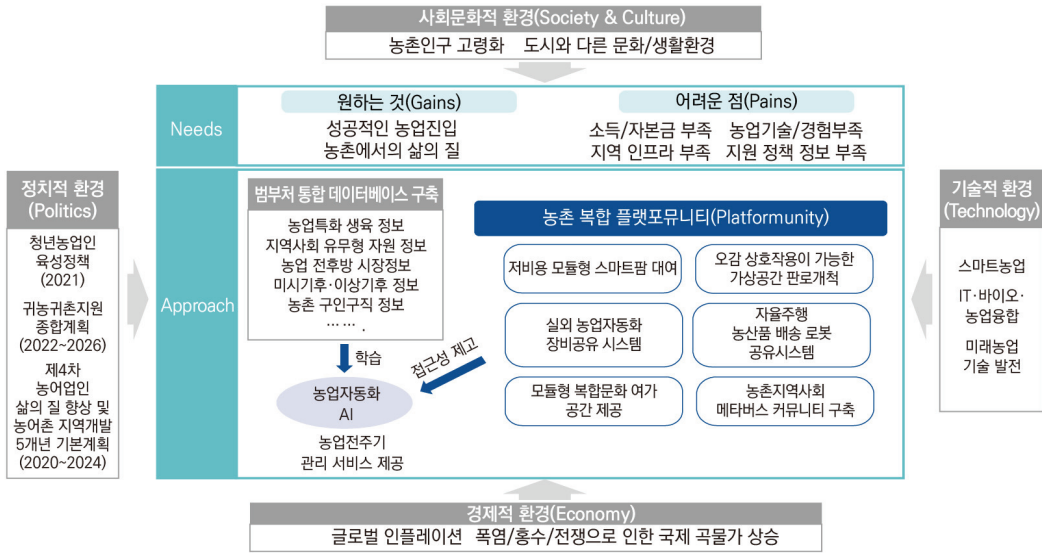 사회문화적 환경(Society & Culture)
농촌인구 고령화 도시와 다른 문화/생활환경
Needs
원하는 것(Gains)
성공적인 농업진입
농촌에서의 삶의 질
어려운 점(Pains)
소득/자본금 부족 농업기술/경험부족
지역 인프라 부족 지원 정책 정보 부족
정치적 환경
(Politics)
청년농업인
육성정책
(2021)
귀농귀촌지원
종합계획
(2022~2026)
제4차
농어업인
삶의 질 향상 및
농어촌 지역개발
5개년 기본계획
(2020~2024)
Approach
범부처 통합 데이터베이스 구축
농업특화 생육 정보
지역사회 유무형 자원 정보
농업 전후방 시장정보
미시기후·이상기후 정보
농촌 구인구직 정보
…… .
학습
농업자동화
AI
농업전주기
관리 서비스 제공
접근성 제고
농촌 복합 플랫포뮤니티(Platformunity)
저비용 모듈형 스마트팜 대여
오감 상호작용이 가능한
가상공간 판로개척
실외 농업자동화
장비공유 시스템
자율주행
농산품 배송 로봇
공유시스템
모듈형 복합문화 여가
공간 제공
농촌지역사회
메타버스 커뮤니티 구축
기술적 환경
(Technology)
스마트농업
IT·바이오·
농업융합
미래농업
기술 발전
경제적 환경(Economy)
글로벌 인플레이션 폭염/홍수/전쟁으로 인한 국제 곡물가 상승